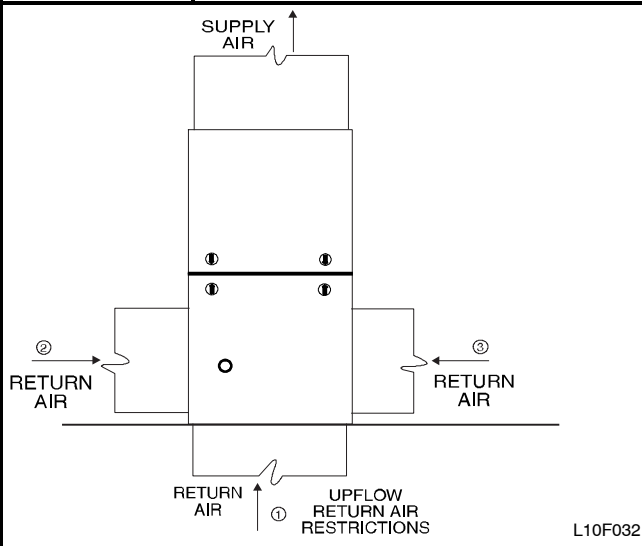 SUPPLY
AIR
②
RETURN
AIR
③
RETURN
AIR
RETURN
AIR
①
UPFLOW
RETURN AIR
RESTRICTIONS
L10F032